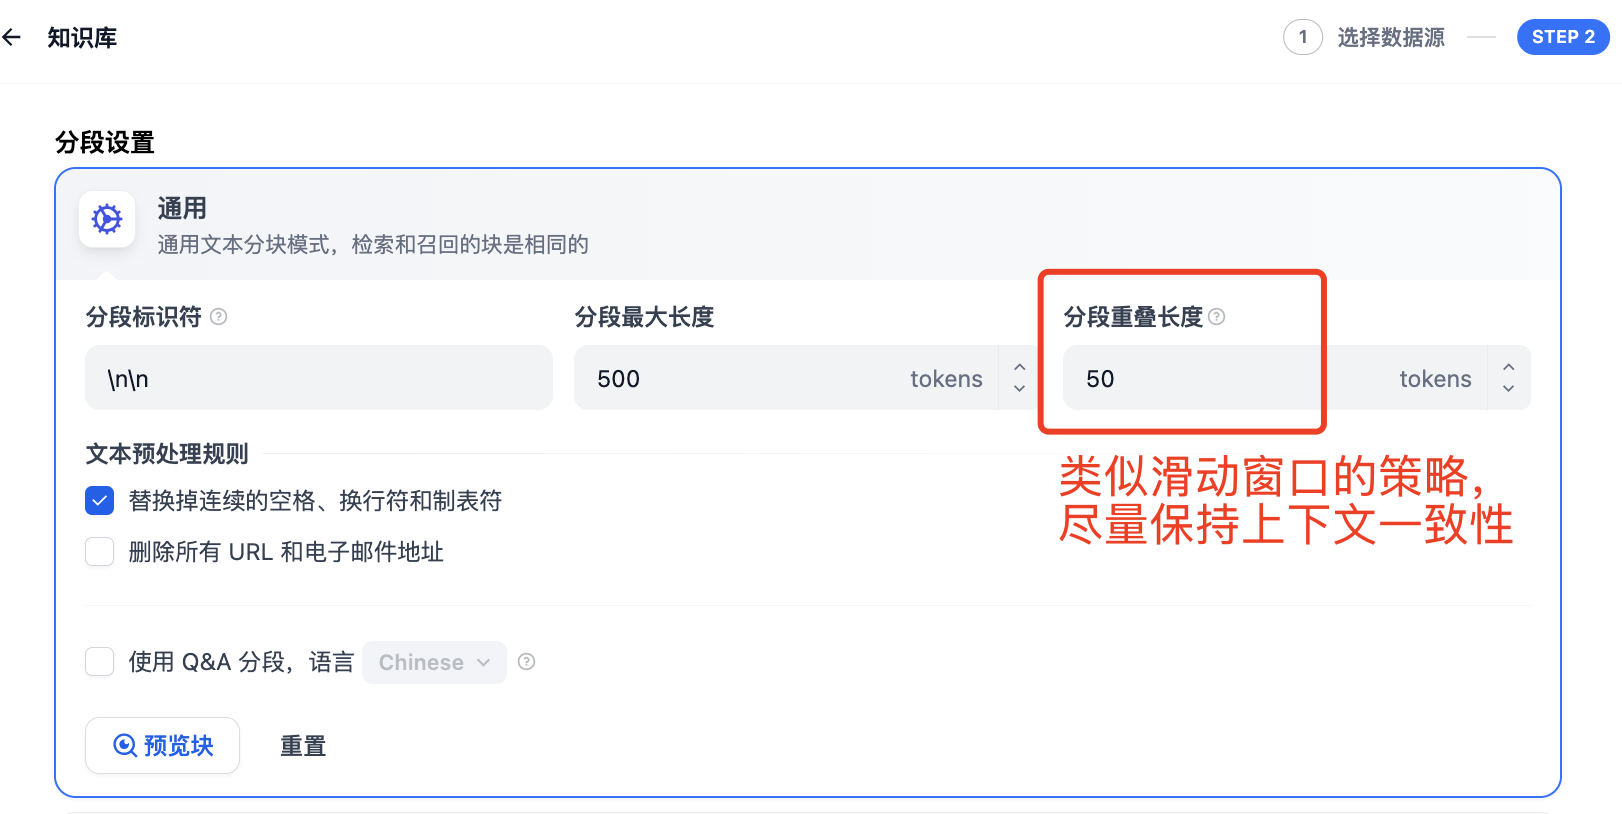 知识库
1 选择数据源 STEP 2
分段设置
通用
通用文本分块模式，检索和召回的块是相同的
分段标识符 ? 分段最大长度 分段重叠长度 ?
\n\n 500 tokens 50 tokens
类似滑动窗口的策略，
尽量保持上下文一致性
文本预处理规则
替换掉连续的空格、换行符和制表符
删除所有 URL 和电子邮件地址
使用 Q&A 分段，语言 Chinese ?
预览块 重置